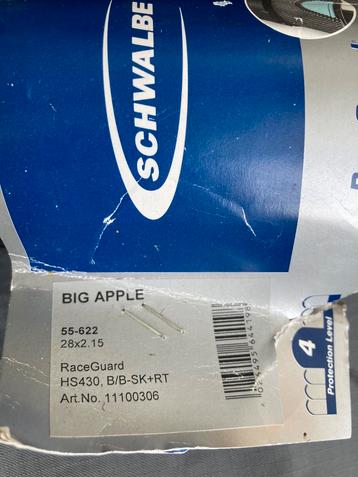 SCHWALBE
BIG APPLE
55-622
28x2.15
RaceGuard
HS430, B/B-SK+RT
Art.No. 11100306
4
Protection Level